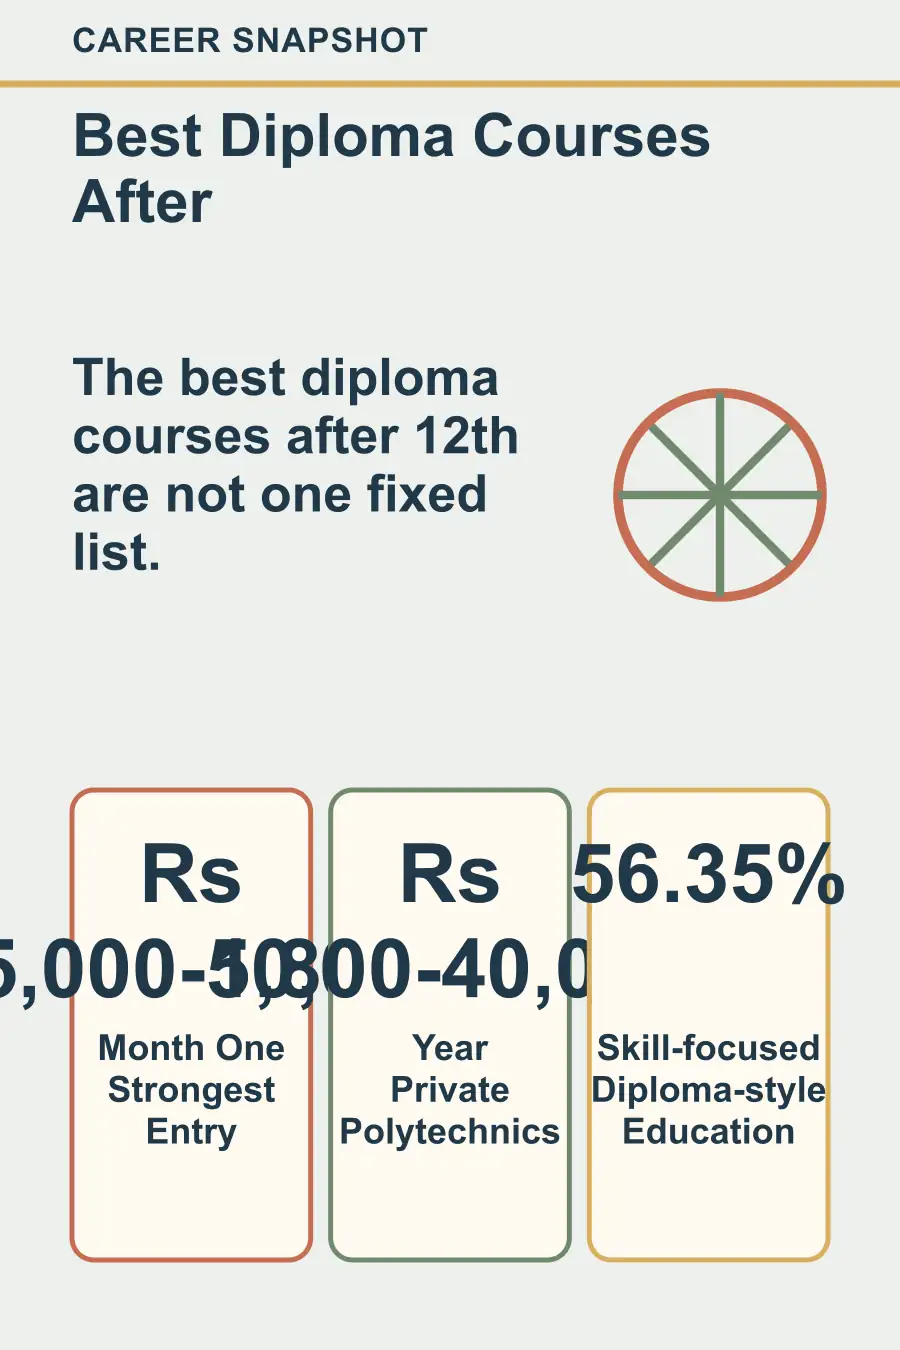 CAREER SNAPSHOT
Best Diploma Courses
After
The best diploma
courses after 12th
are not one fixed
list.
Rs
Month One
Strongest
Entry
Rs
Year
Private
Polytechnics
56.35%
Skill-focused
Diploma-style
Education